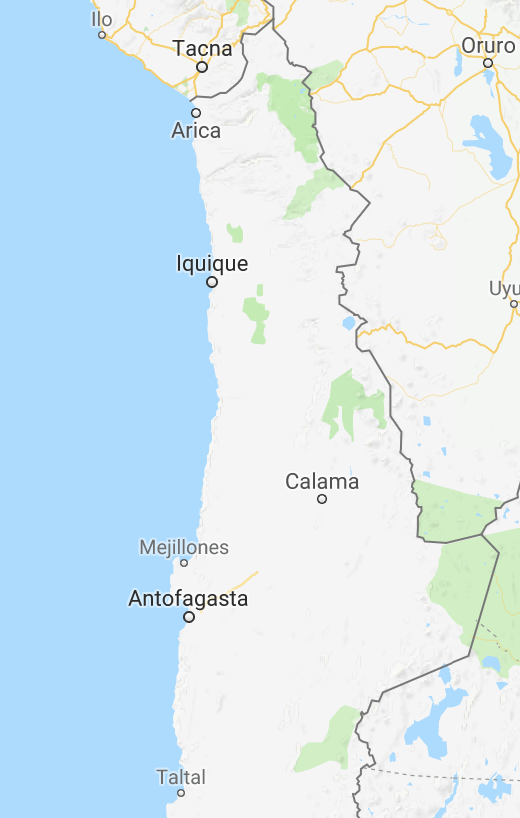 Ilo
Tacna
Oruro
Arica
Iquique
Uyu
Calama
Mejillones
Antofagasta
Taltal